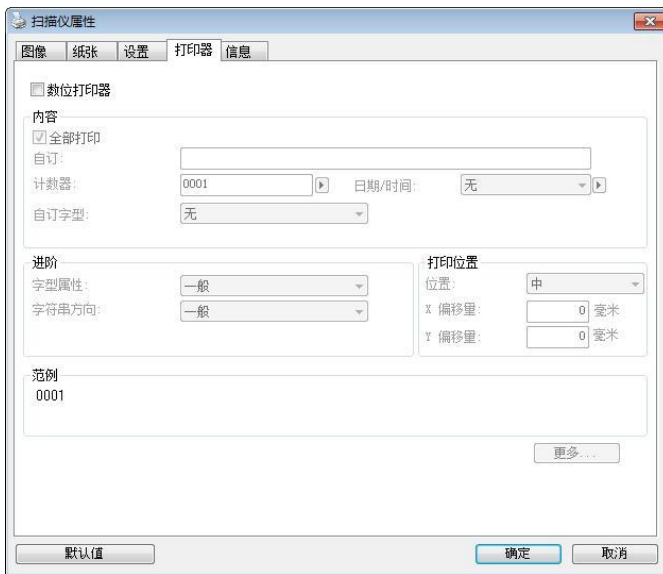 扫描仪属性
图像 纸张 设置 打印器 信息
数位打印器
内容
全部打印
自订:
计数器: 0001 日期/时间: 无
自订字型: 无
进阶
字型属性: 一般
字符串方向: 一般
打印位置
位置: 中
X 偏移量: 0 毫米
Y 偏移量: 0 毫米
范例
0001
更多...
默认值 确定 取消